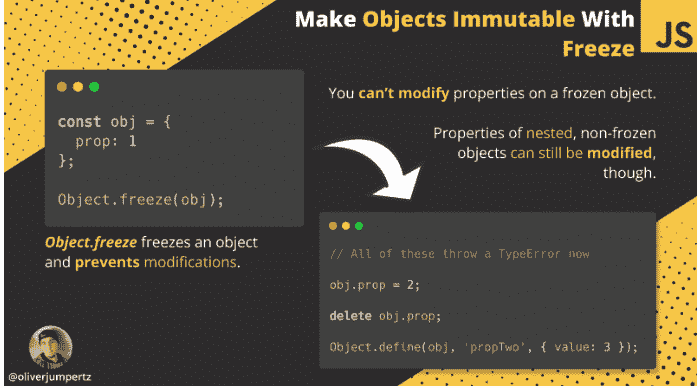 Make Objects Immutable With
Freeze
JS
const obj = {
prop: 1
};
Object.freeze(obj);
Object.freeze freezes an object
and prevents modifications.
You can't modify properties on a frozen object.
Properties of nested, non-frozen
objects can still be modified,
though.
// All of these throw a TypeError now
obj.prop = 2;
delete obj.prop;
Object.define(obj, 'propTwo', { value: 3 });
@oliverjumpertz